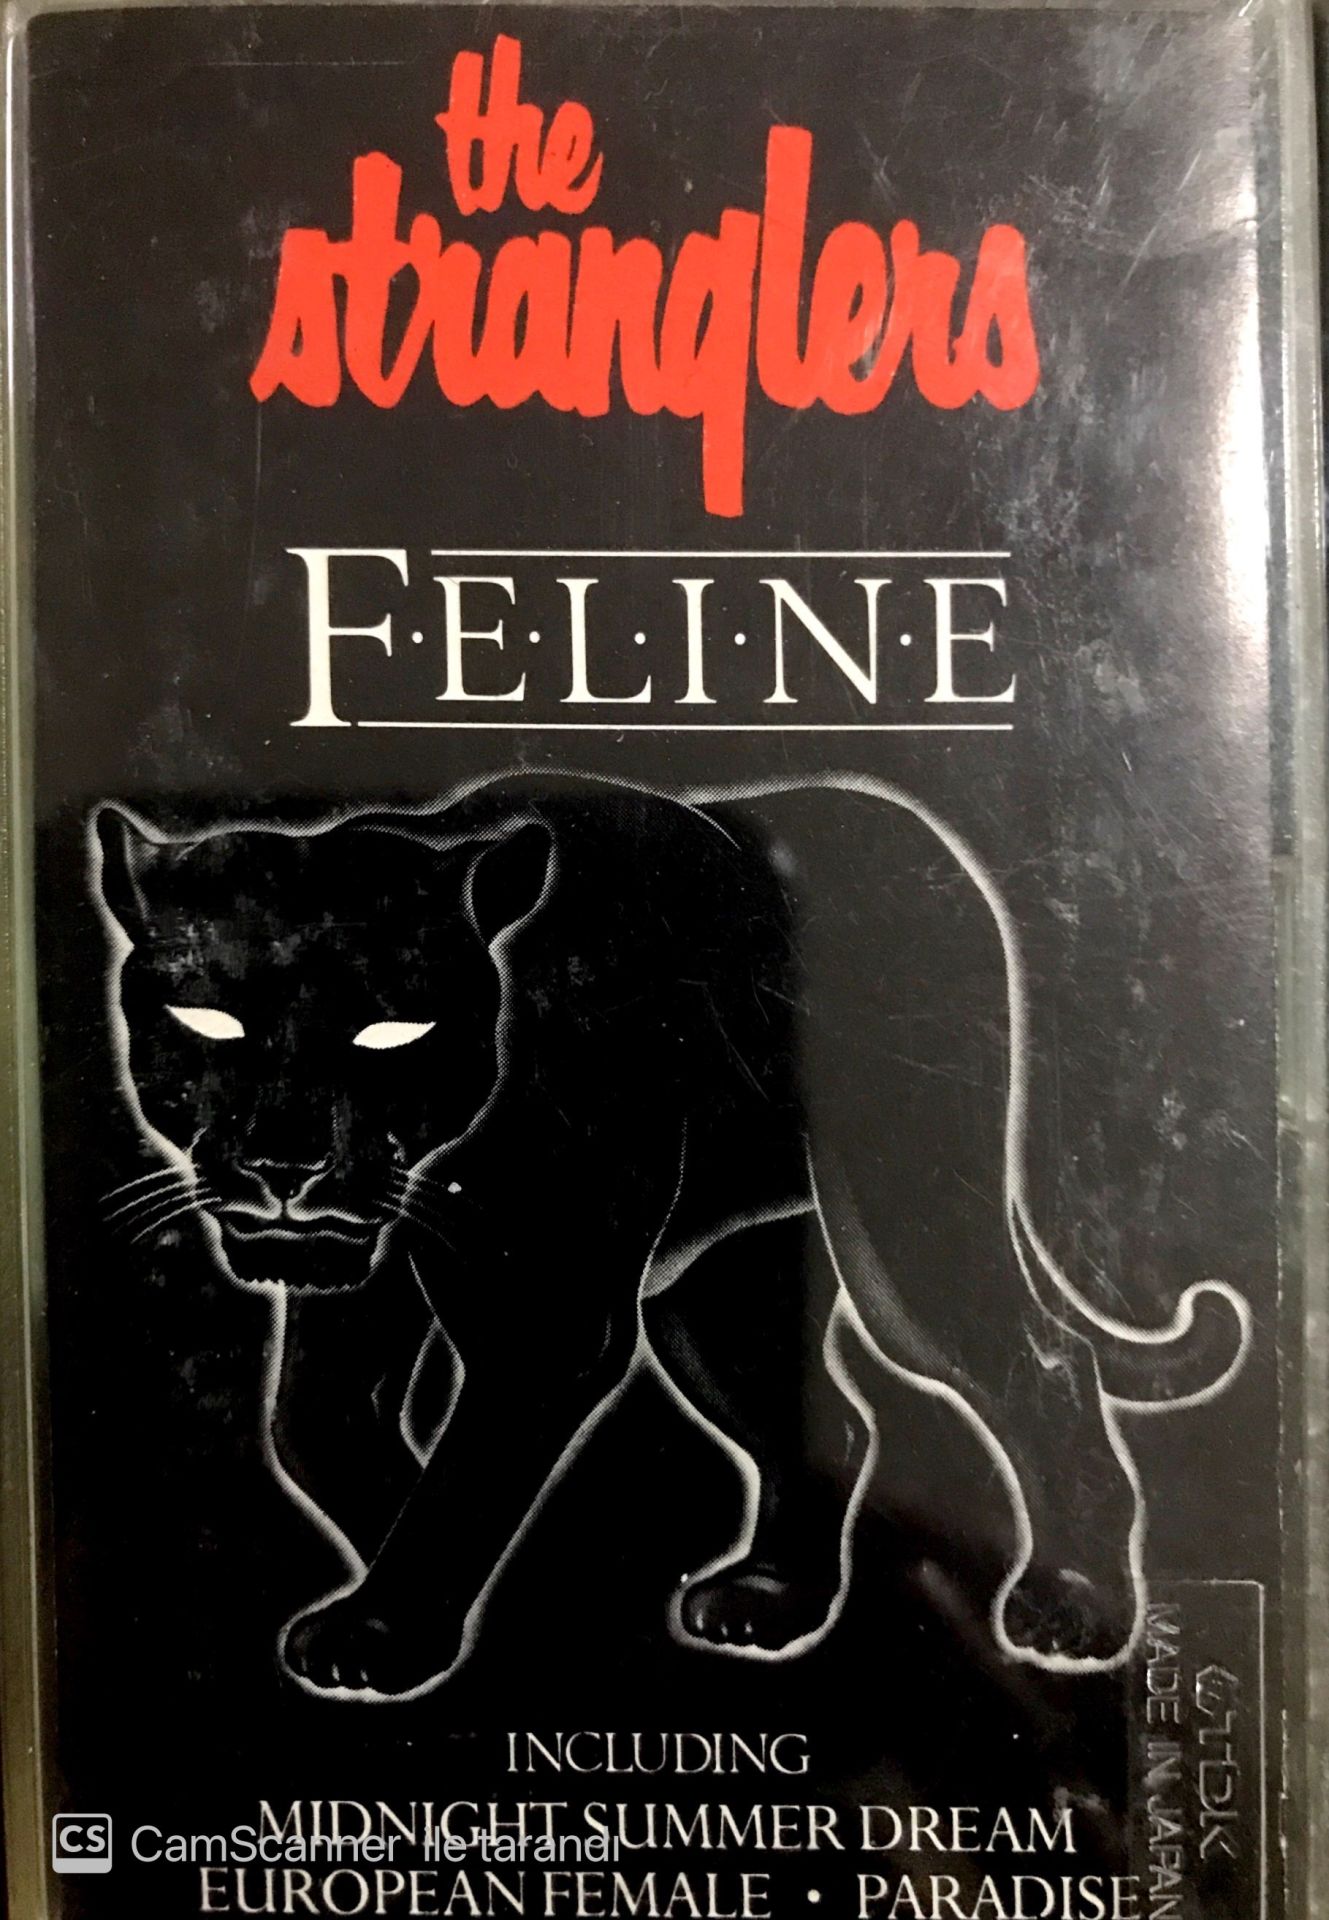 the
stranglers
F·E·L·I·N·E
INCLUDING
MIDNIGHT SUMMER DREAM
EUROPEAN FEMALE · PARADISE
CS CamScanner ile tarandı
TDK
MADE IN JAPAN